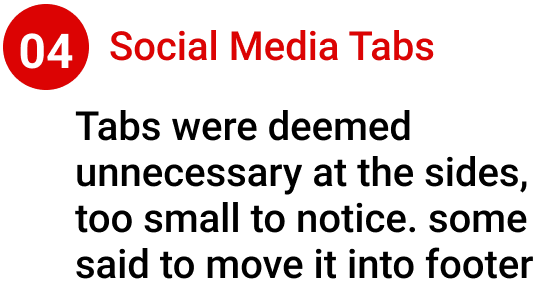 04 Social Media Tabs
Tabs were deemed
unnecessary at the sides,
too small to notice. some
said to move it into footer